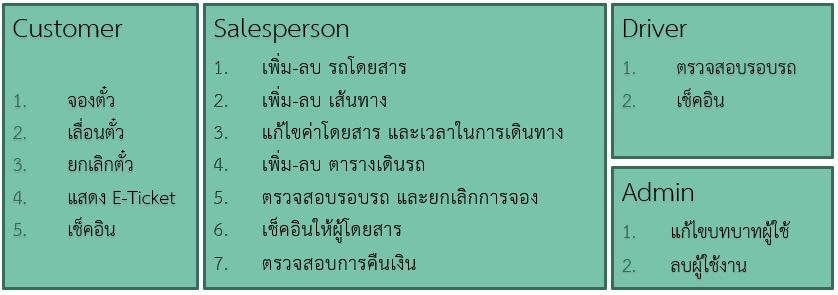 Customer
1. จองตั๋ว
2. เลื่อนตั๋ว
3. ยกเลิกตั๋ว
4. แสดง E-Ticket
5. เช็คอิน
Salesperson
1. เพิ่ม-ลบ รถโดยสาร
2. เพิ่ม-ลบ เส้นทาง
3. แก้ไขค่าโดยสาร และเวลาในการเดินทาง
4. เพิ่ม-ลบ ตารางเดินรถ
5. ตรวจสอบรอบรถ และยกเลิกการจอง
6. เช็คอินให้ผู้โดยสาร
7. ตรวจสอบการคืนเงิน
Driver
1. ตรวจสอบรอบรถ
2. เช็คอิน
Admin
1. แก้ไขบทบาทผู้ใช้
2. ลบผู้ใช้งาน